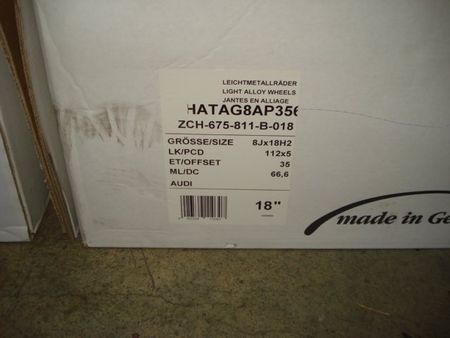 LEICHTMETALLRÄDER
LIGHT ALLOY WHEELS
JANTES EN ALLIAGE
HATAG8AP356
ZCH-675-811-B-018
GRÖSSE/SIZE 8Jx18H2
LK/PCD 112x5
ET/OFFSET 35
ML/DC 66,6
AUDI
18"
made in Ge